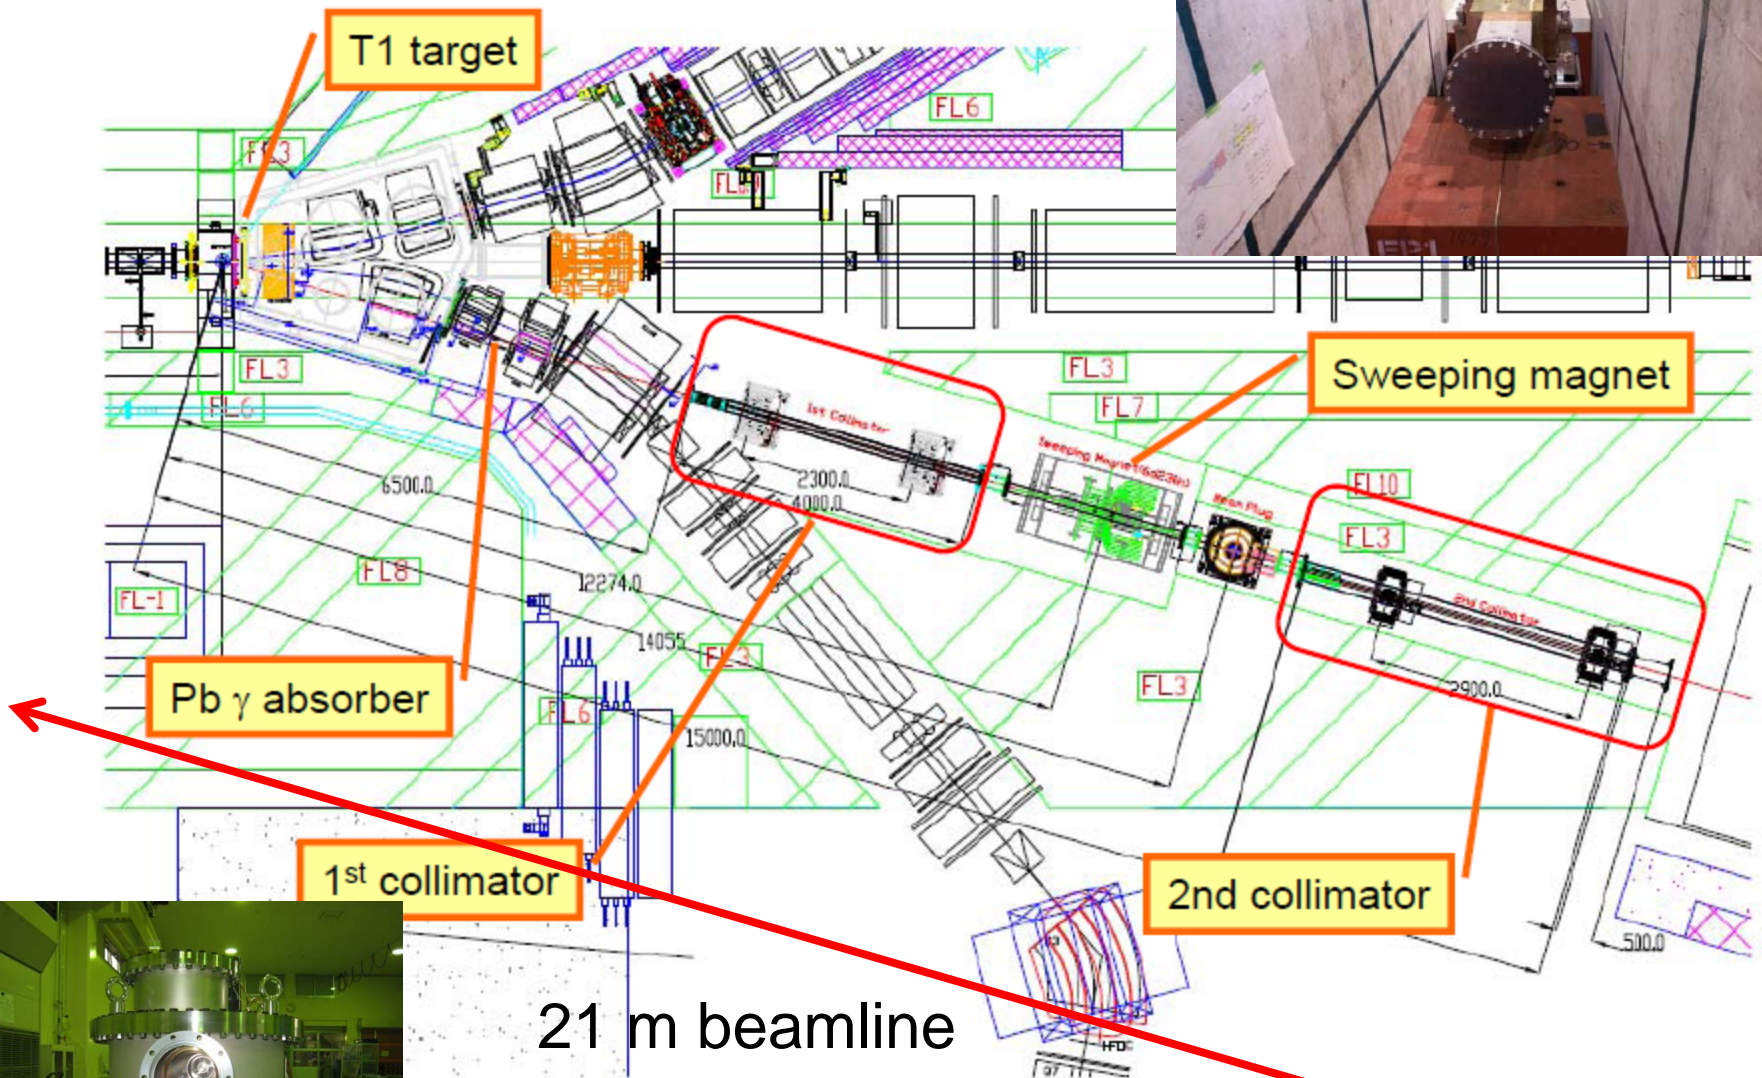 T1 target
FL6
FL3
FL3
FL6
Sweeping magnet
FL3
FL7
1st Collimator
Sweeping Magnet
2300.0
4000.0
6500.0
Beam Plug
FL10
FL3
FL8
12274.0
FL-1
2nd Collimator
14055
FL3
FL3
2900.0
Pb γ absorber
FL6
15000.0
1st collimator
2nd collimator
500.0
21 m beamline